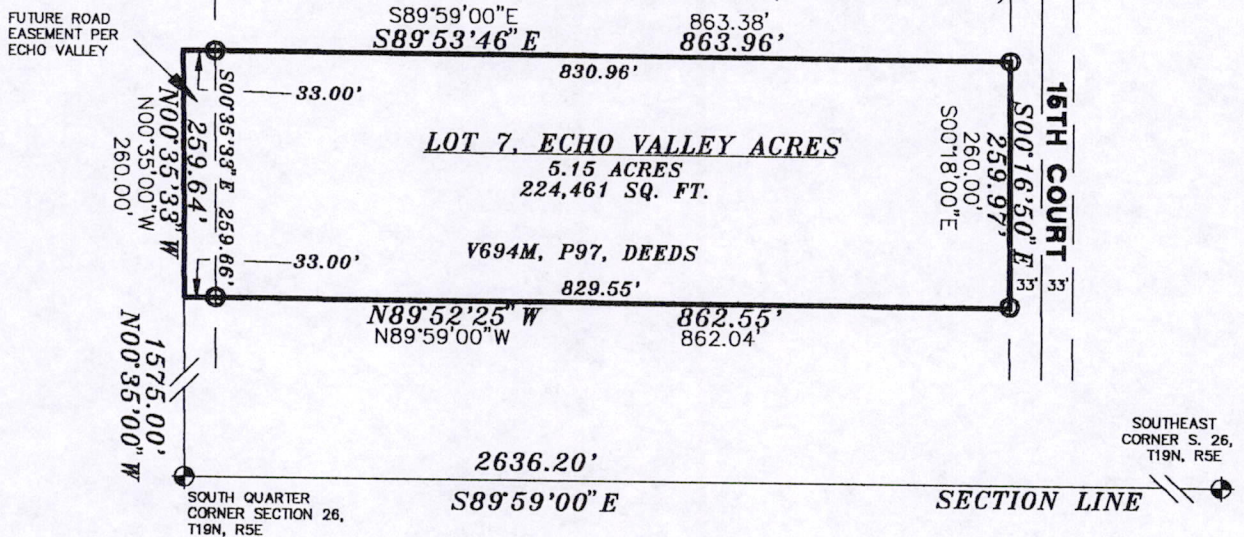 FUTURE ROAD
EASEMENT PER
ECHO VALLEY
S89°59'00"E 863.38'
S89°53'46"E 863.96'
830.96'
33.00'
S00°35'33"E 259.66'
259.64'
N00°35'33"W
N00°35'00"W
260.00'
LOT 7, ECHO VALLEY ACRES
5.15 ACRES
224,461 SQ. FT.
V694M, P97, DEEDS
S00°16'50"E
259.97'
260.00'
S00°18'00"E
15TH COURT
33' 33'
33.00'
829.55'
N89°52'25"W 862.55'
N89°59'00"W 862.04'
1575.00'
N00°35'00"W
2636.20'
S89°59'00"E
SECTION LINE
SOUTH QUARTER
CORNER SECTION 26,
T19N, R5E
SOUTHEAST
CORNER S. 26,
T19N, R5E